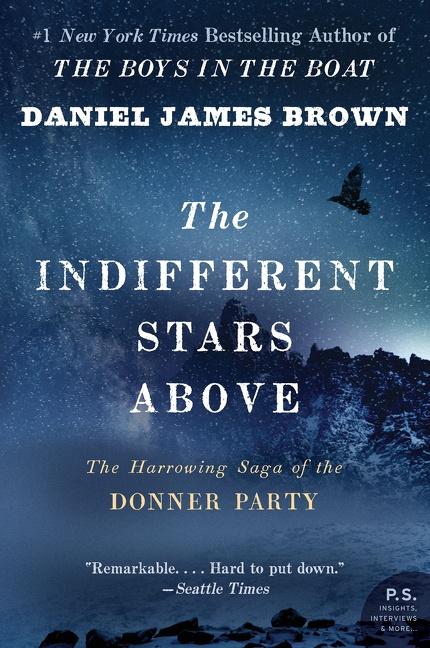 #1 New York Times Bestselling Author of
THE BOYS IN THE BOAT
DANIEL JAMES BROWN
The
INDIFFERENT
STARS
ABOVE
The Harrowing Saga of the
DONNER PARTY
"Remarkable. . . . Hard to put down."
—Seattle Times
P.S.
INSIGHTS,
INTERVIEWS
& MORE...